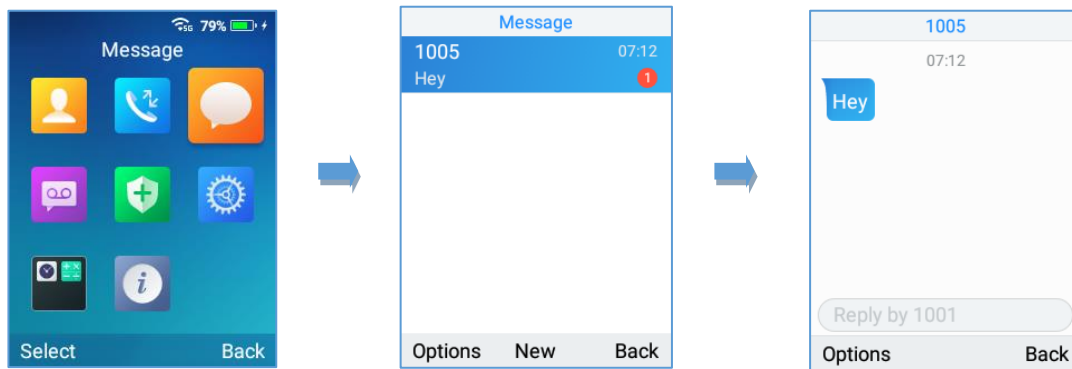 5G 79%
Message
Select Back
Message
1005 07:12
Hey 1
Options New Back
1005
07:12
Hey
Reply by 1001
Options Back